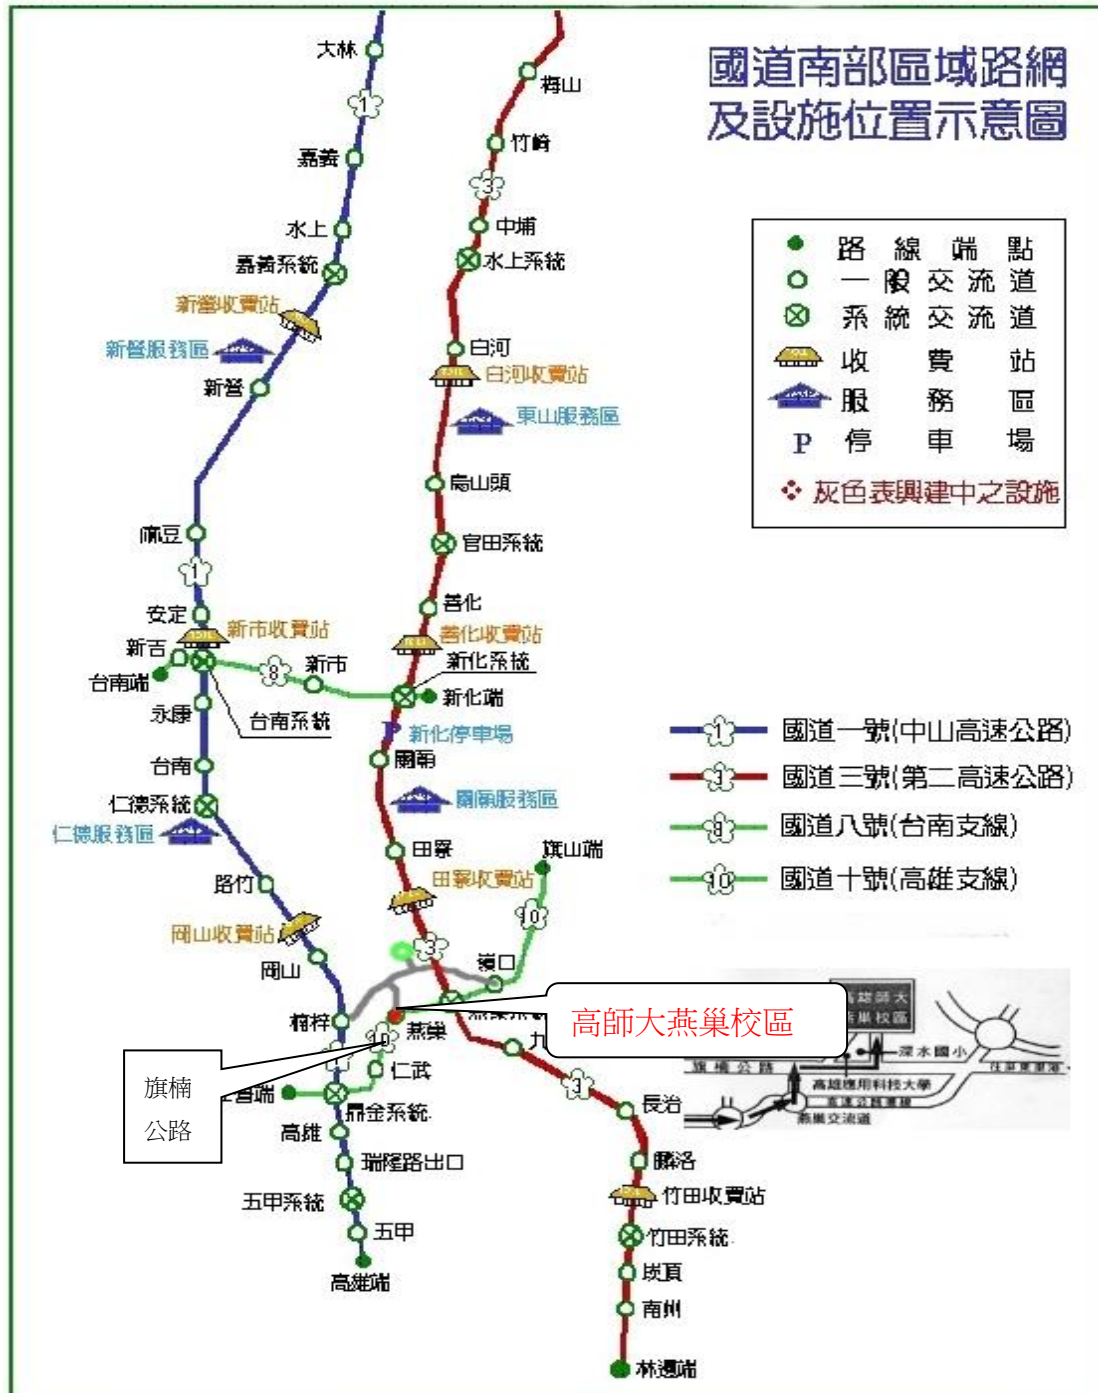 國道南部區域路網
及設施位置示意圖
路線端點
一般交流道
系統交流道
收費站
服務區
P 停車場
灰色表興建中之設施
大林
1
嘉義
水上
嘉義系統
新營收費站
新營服務區
新營
麻豆
1
安定
新市收費站
新吉
台南端
8
新市
台南系統
永康
台南
仁德系統
仁德服務區
路竹
岡山收費站
岡山
楠梓
1
鼎金系統
高雄
瑞隆路出口
五甲系統
五甲
高雄端
梅山
竹崎
3
中埔
水上系統
白河
白河收費站
東山服務區
烏山頭
官田系統
善化
善化收費站
新化系統
新化端
P 新化停車場
關廟
關廟服務區
田寮
田寮收費站
旗山端
10
3
嶺口
燕巢
10
仁武
九
3
長治
麟洛
竹田收費站
竹田系統
崁頂
南州
林邊端
1 國道一號(中山高速公路)
3 國道三號(第二高速公路)
8 國道八號(台南支線)
10 國道十號(高雄支線)
高師大燕巢校區
旗楠
公路
高雄師大
燕巢校區
深水國小
旗楠公路
高雄應用科技大學
燕巢交流道